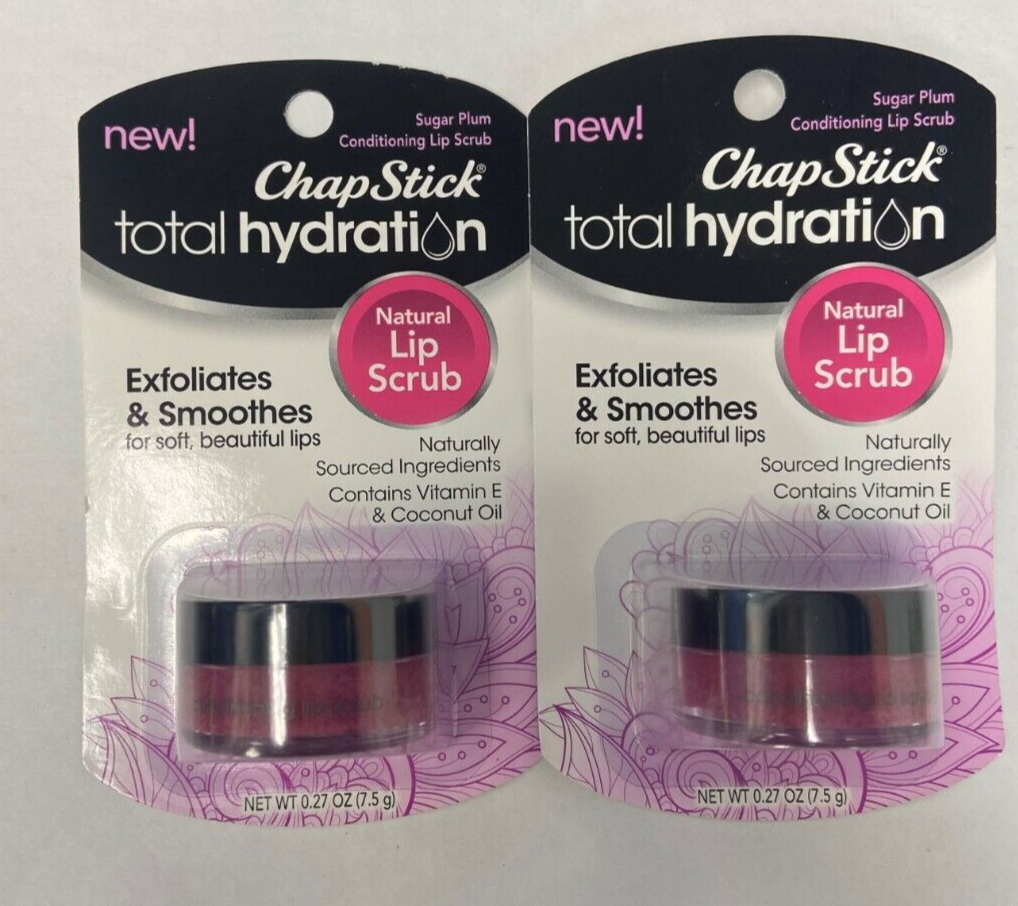 new!
Sugar Plum
Conditioning Lip Scrub
ChapStick®
total hydration
Natural
Lip
Scrub
Exfoliates
& Smoothes
for soft, beautiful lips
Naturally
Sourced Ingredients
Contains Vitamin E
& Coconut Oil
lip scrub
NET WT 0.27 OZ (7.5 g)
new!
Sugar Plum
Conditioning Lip Scrub
ChapStick®
total hydration
Natural
Lip
Scrub
Exfoliates
& Smoothes
for soft, beautiful lips
Naturally
Sourced Ingredients
Contains Vitamin E
& Coconut Oil
NET WT 0.27 OZ (7.5 g)